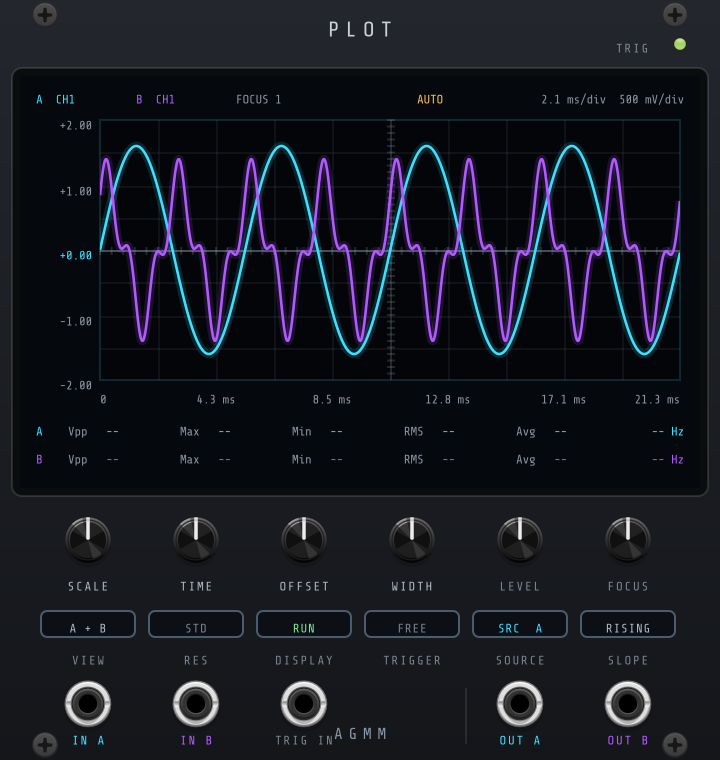 PLOT
TRIG
A CH1 B CH1 FOCUS 1 AUTO 2.1 ms/div 500 mV/div
+2.00
+1.00
+0.00
-1.00
-2.00
0 4.3 ms 8.5 ms 12.8 ms 17.1 ms 21.3 ms
A Vpp -- Max -- Min -- RMS -- Avg -- -- Hz
B Vpp -- Max -- Min -- RMS -- Avg -- -- Hz
SCALE TIME OFFSET WIDTH LEVEL FOCUS
A + B STD RUN FREE SRC A RISING
VIEW RES DISPLAY TRIGGER SOURCE SLOPE
IN A IN B TRIG IN AGMM OUT A OUT B